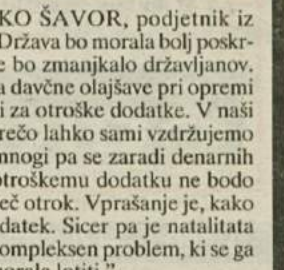 KO ŠAVOR, podjetnik iz
Država bo morala bolj poskr-
e bo zmanjkalo državljanov.
a davčne olajšave pri opremi
i za otroške dodatke. V naši
rečo lahko sami vzdržujemo
mnogi pa se zaradi denarnih
otroškemu dodatku ne bodo
eč otrok. Vprašanje je, kako
datek. Sicer pa je natalitata
ompleksen problem, ki se ga
lotiti."